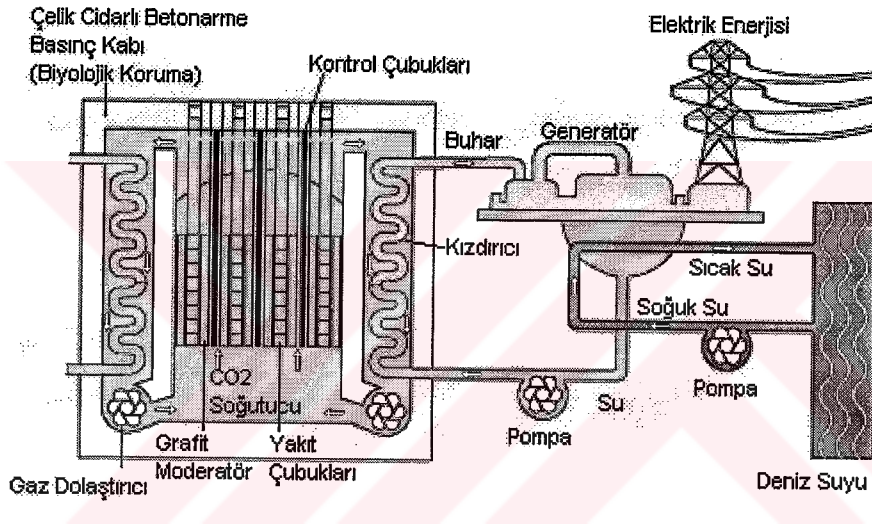 Çelik Cidarlı Betonarme
Basınç Kabı
(Biyolojik Koruma)
Kontrol Çubukları
Elektrik Enerjisi
Buhar
Generatör
Kızdırıcı
Sıcak Su
Soğuk Su
CO2
Soğutucu
Pompa
Su
Grafit
Moderatör
Yakıt
Çubukları
Pompa
Gaz Dolaştırıcı
Deniz Suyu